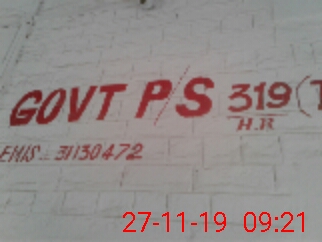 GOVT P/S 319 (T
H.R
EMIS. 31130472
27-11-19 09:21